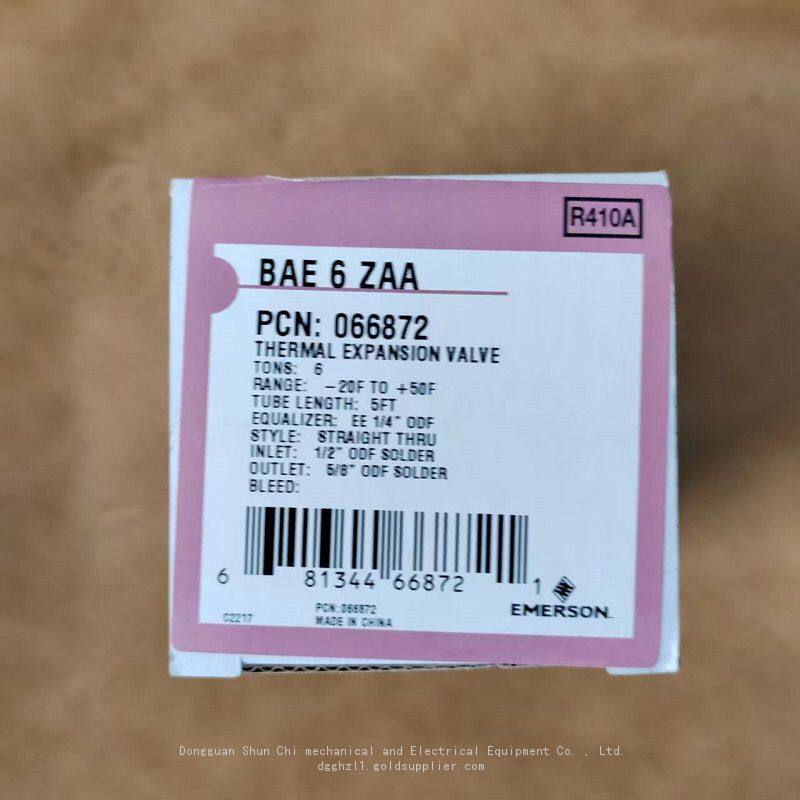 R410A
BAE 6 ZAA
PCN: 066872
THERMAL EXPANSION VALVE
TONS: 6
RANGE: -20F TO +50F
TUBE LENGTH: 5FT
EQUALIZER: EE 1/4" ODF
STYLE: STRAIGHT THRU
INLET: 1/2" ODF SOLDER
OUTLET: 5/8" ODF SOLDER
BLEED:
6 81344 66872 1
EMERSON
C2217
PCN:066872
MADE IN CHINA
Dongguan Shun Chi mechanical and Electrical Equipment Co. , Ltd.
dgghzl1.goldsupplier.com